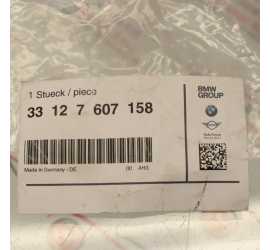 1 Stueck / piece
33 12 7 607 158
Made in Germany - DE
BMW
GROUP